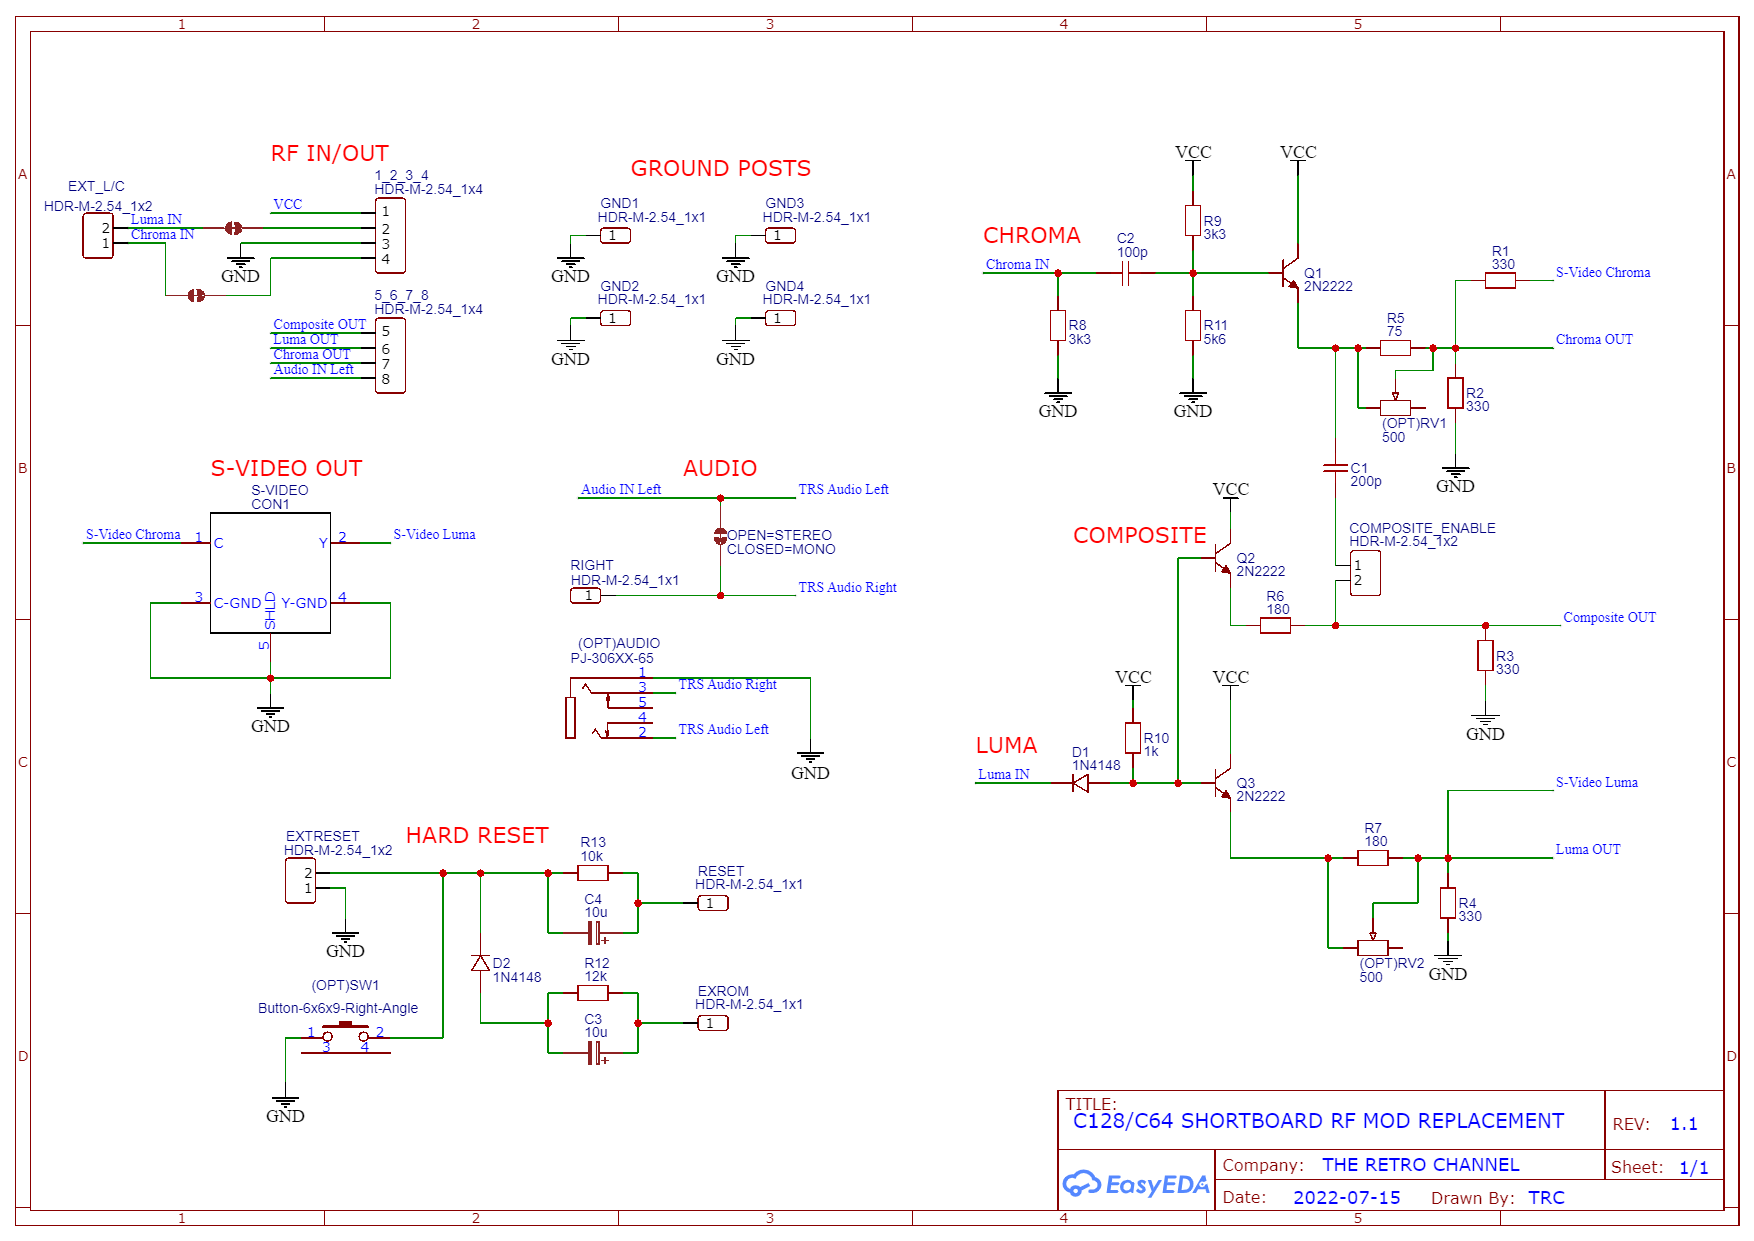 1 2 3 4 5
A
B
C
D
A
B
C
D
1 2 3 4 5
RF IN/OUT
EXT_L/C
HDR-M-2.54_1x2
2
1
Luma IN
Chroma IN
VCC
GND
1_2_3_4
HDR-M-2.54_1x4
1
2
3
4
5_6_7_8
HDR-M-2.54_1x4
Composite OUT
Luma OUT
Chroma OUT
Audio IN Left
5
6
7
8
GROUND POSTS
GND1
HDR-M-2.54_1x1
1
GND
GND3
HDR-M-2.54_1x1
1
GND
GND2
HDR-M-2.54_1x1
1
GND
GND4
HDR-M-2.54_1x1
1
GND
S-VIDEO OUT
S-VIDEO
CON1
S-Video Chroma
1
C
Y
2
S-Video Luma
3
C-GND
SHLD
Y-GND
4
5
GND
AUDIO
Audio IN Left
TRS Audio Left
OPEN=STEREO
CLOSED=MONO
RIGHT
HDR-M-2.54_1x1
1
TRS Audio Right
(OPT)AUDIO
PJ-306XX-65
1
3
5
4
2
TRS Audio Right
TRS Audio Left
GND
HARD RESET
EXTRESET
HDR-M-2.54_1x2
2
1
GND
(OPT)SW1
Button-6x6x9-Right-Angle
1
2
3
4
GND
D2
1N4148
R13
10k
C4
10u
+
RESET
HDR-M-2.54_1x1
1
R12
12k
C3
10u
+
EXROM
HDR-M-2.54_1x1
1
CHROMA
Chroma IN
R8
3k3
GND
C2
100p
VCC
R9
3k3
R11
5k6
GND
VCC
Q1
2N2222
R1
330
S-Video Chroma
R5
75
Chroma OUT
(OPT)RV1
500
R2
330
GND
C1
200p
COMPOSITE_ENABLE
HDR-M-2.54_1x2
1
2
COMPOSITE
VCC
Q2
2N2222
R6
180
Composite OUT
R3
330
GND
LUMA
Luma IN
D1
1N4148
VCC
R10
1k
VCC
Q3
2N2222
R7
180
S-Video Luma
Luma OUT
(OPT)RV2
500
R4
330
GND
TITLE:
C128/C64 SHORTBOARD RF MOD REPLACEMENT
REV: 1.1
EasyEDA
Company: THE RETRO CHANNEL
Sheet: 1/1
Date: 2022-07-15 Drawn By: TRC